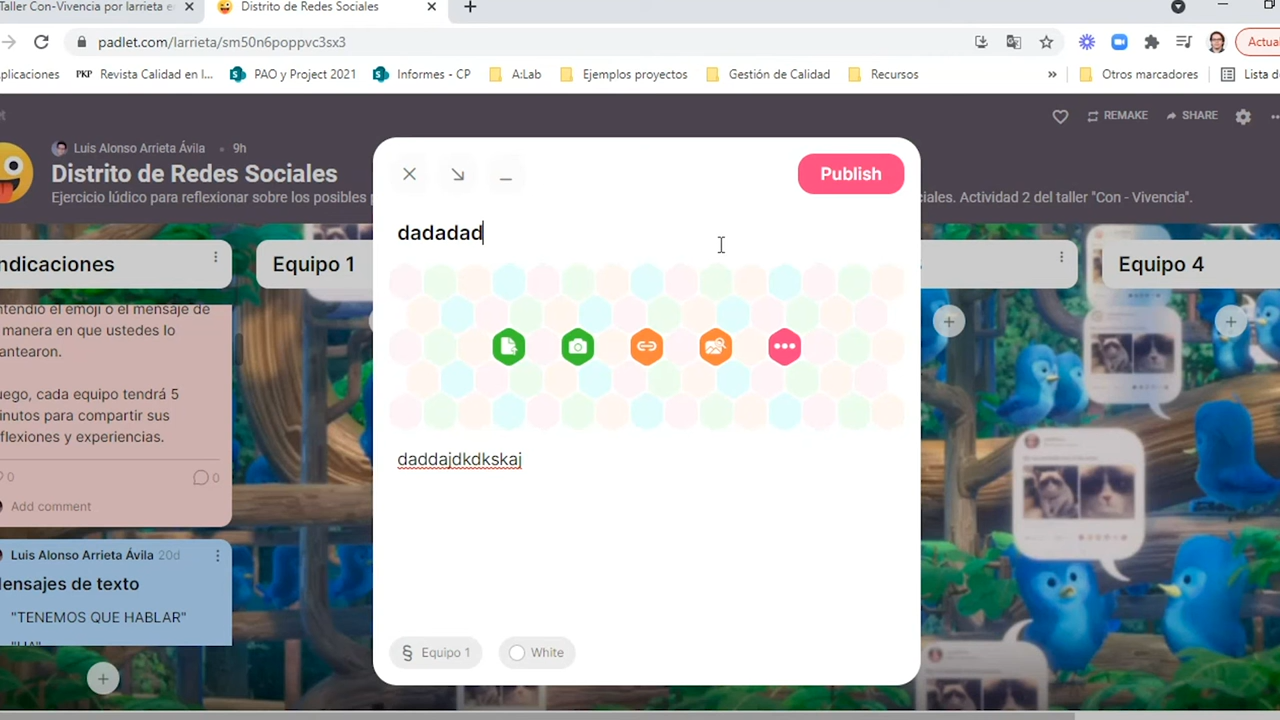 Taller Con-Vivencia por larrieta e
Distrito de Redes Sociales
padlet.com/larrieta/sm50n6poppvc3sx3
Actual
plicaciones
PKP Revista Calidad en l...
PAO y Project 2021
Informes - CP
A:Lab
Ejemplos proyectos
Gestión de Calidad
Recursos
»
Otros marcadores
Lista d
REMAKE
SHARE
Luis Alonso Arrieta Ávila • 9h
Distrito de Redes Sociales
Ejercicio lúdico para reflexionar sobre los posibles
ciales. Actividad 2 del taller "Con - Vivencia".
Publish
dadadad
daddajdkdkskaj
§ Equipo 1
White
ndicaciones
Equipo 1
Equipo 4
ntendió el emoji o el mensaje de
manera en que ustedes lo
antearon.
uego, cada equipo tendrá 5
inutos para compartir sus
flexiones y experiencias.
0
0
Add comment
Luis Alonso Arrieta Ávila 20d
ensajes de texto
"TENEMOS QUE HABLAR"